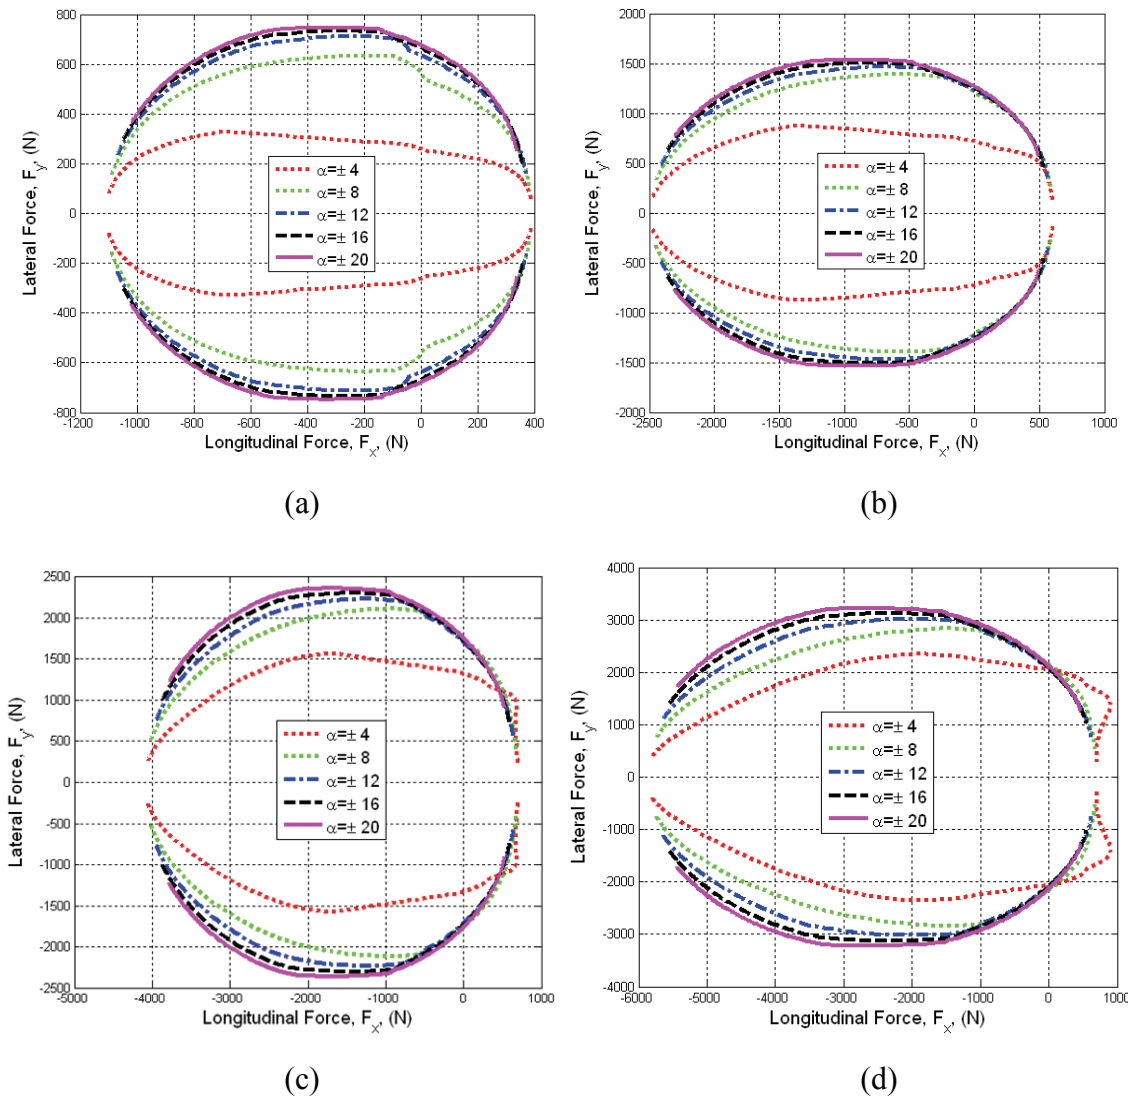 800
600
400
200
0
-200
-400
-600
-800
Lateral Force, Fy, (N)
α=± 4
α=± 8
α=± 12
α=± 16
α=± 20
-1200 -1000 -800 -600 -400 -200 0 200 400
Longitudinal Force, Fx, (N)
(a)
2000
1500
1000
500
0
-500
-1000
-1500
-2000
Lateral Force, Fy, (N)
α=± 4
α=± 8
α=± 12
α=± 16
α=± 20
-2500 -2000 -1500 -1000 -500 0 500 1000
Longitudinal Force, Fx, (N)
(b)
2500
2000
1500
1000
500
0
-500
-1000
-1500
-2000
-2500
Lateral Force, Fy, (N)
α=± 4
α=± 8
α=± 12
α=± 16
α=± 20
-5000 -4000 -3000 -2000 -1000 0 1000
Longitudinal Force, Fx, (N)
(c)
4000
3000
2000
1000
0
-1000
-2000
-3000
-4000
Lateral Force, Fy, (N)
α=± 4
α=± 8
α=± 12
α=± 16
α=± 20
-6000 -5000 -4000 -3000 -2000 -1000 0 1000
Longitudinal Force, Fx, (N)
(d)